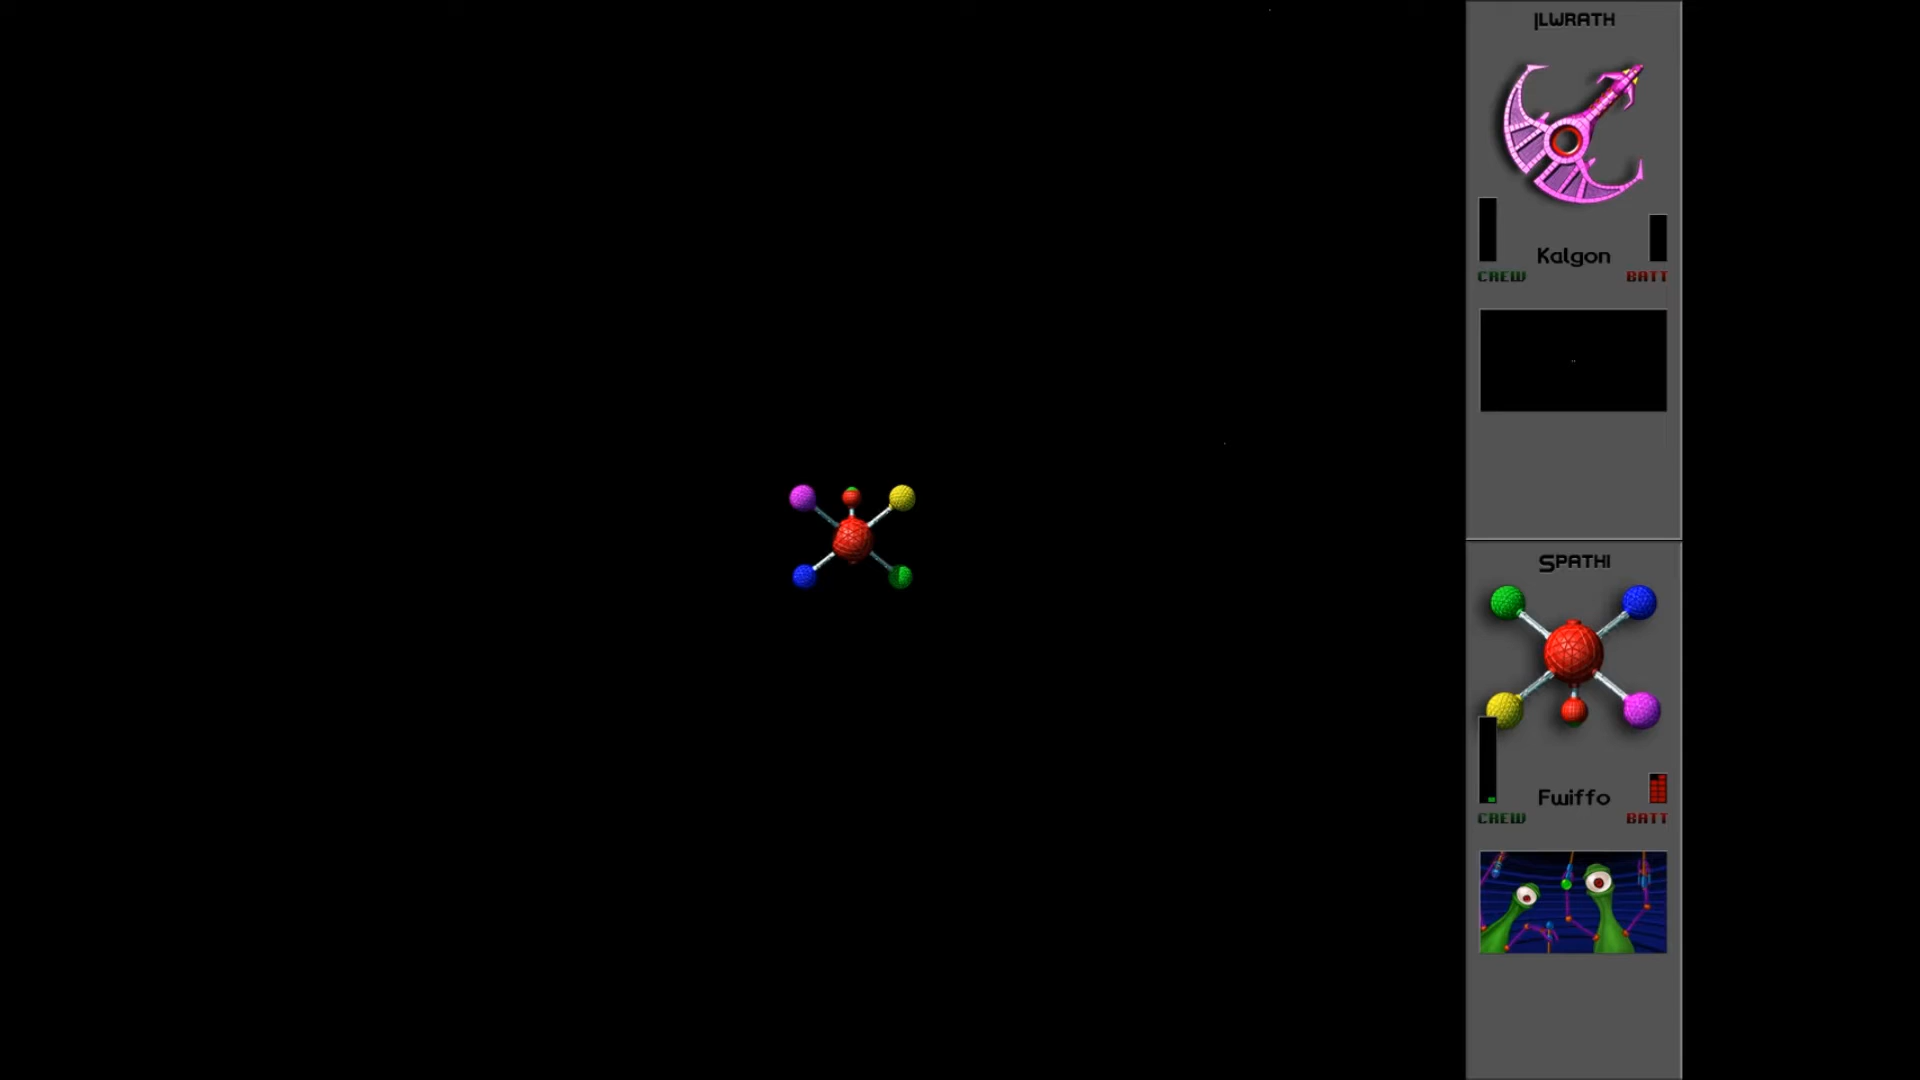 ILWRATH
Kalgon
CREW BATT
SPATHI
Fwiffo
CREW BATT